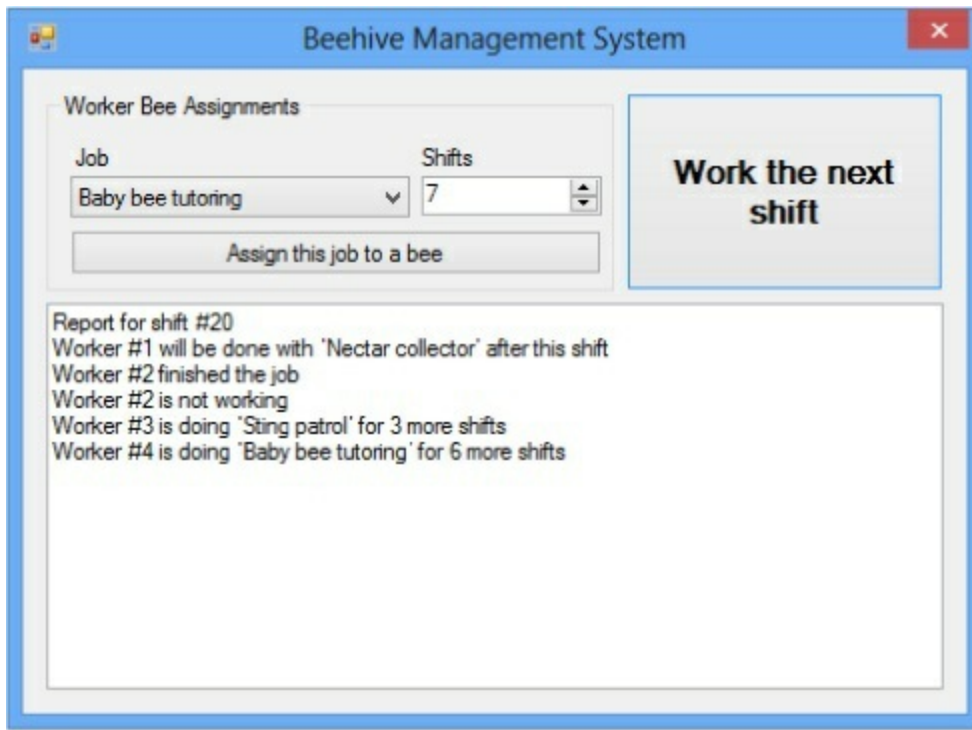 Beehive Management System
Worker Bee Assignments
Job
Shifts
Baby bee tutoring
7
Assign this job to a bee
Work the next
shift
Report for shift #20
Worker #1 will be done with 'Nectar collector' after this shift
Worker #2 finished the job
Worker #2 is not working
Worker #3 is doing 'Sting patrol' for 3 more shifts
Worker #4 is doing 'Baby bee tutoring' for 6 more shifts